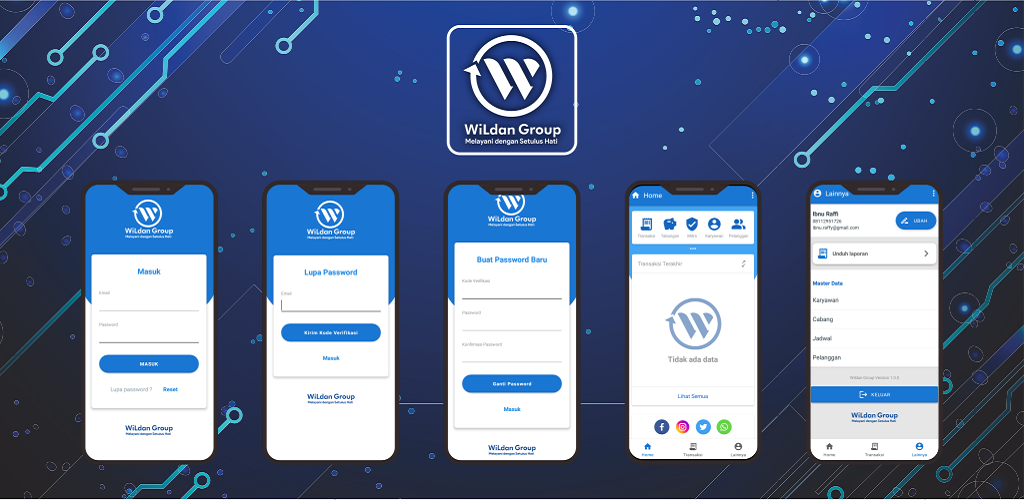 WiLdan Group
Melayani dengan Setulus Hati
WiLdan Group
Melayani dengan Setulus Hati
Masuk
Email
Password
MASUK
Lupa password ? Reset
WiLdan Group
Melayani dengan Setulus Hati
WiLdan Group
Melayani dengan Setulus Hati
Lupa Password
Email
Kirim Kode Verifikasi
Masuk
WiLdan Group
Melayani dengan Setulus Hati
WiLdan Group
Melayani dengan Setulus Hati
Buat Password Baru
Kode Verifikasi
Password
Konfirmasi Password
Ganti Password
Masuk
WiLdan Group
Melayani dengan Setulus Hati
Home
Transaksi Tabungan Mitra Karyawan Pelanggan
Transaksi Terakhir
Tidak ada data
Lihat Semua
Home Transaksi Lainnya
Lainnya
Ibnu Raffi
08111951726
Ibnu.raffy@gmail.com
UBAH
Unduh laporan
Master Data
Karyawan
Cabang
Jadwal
Pelanggan
Wildan Group Version 1.0.0
KELUAR
WiLdan Group
Melayani dengan Setulus Hati
Home Transaksi Lainnya